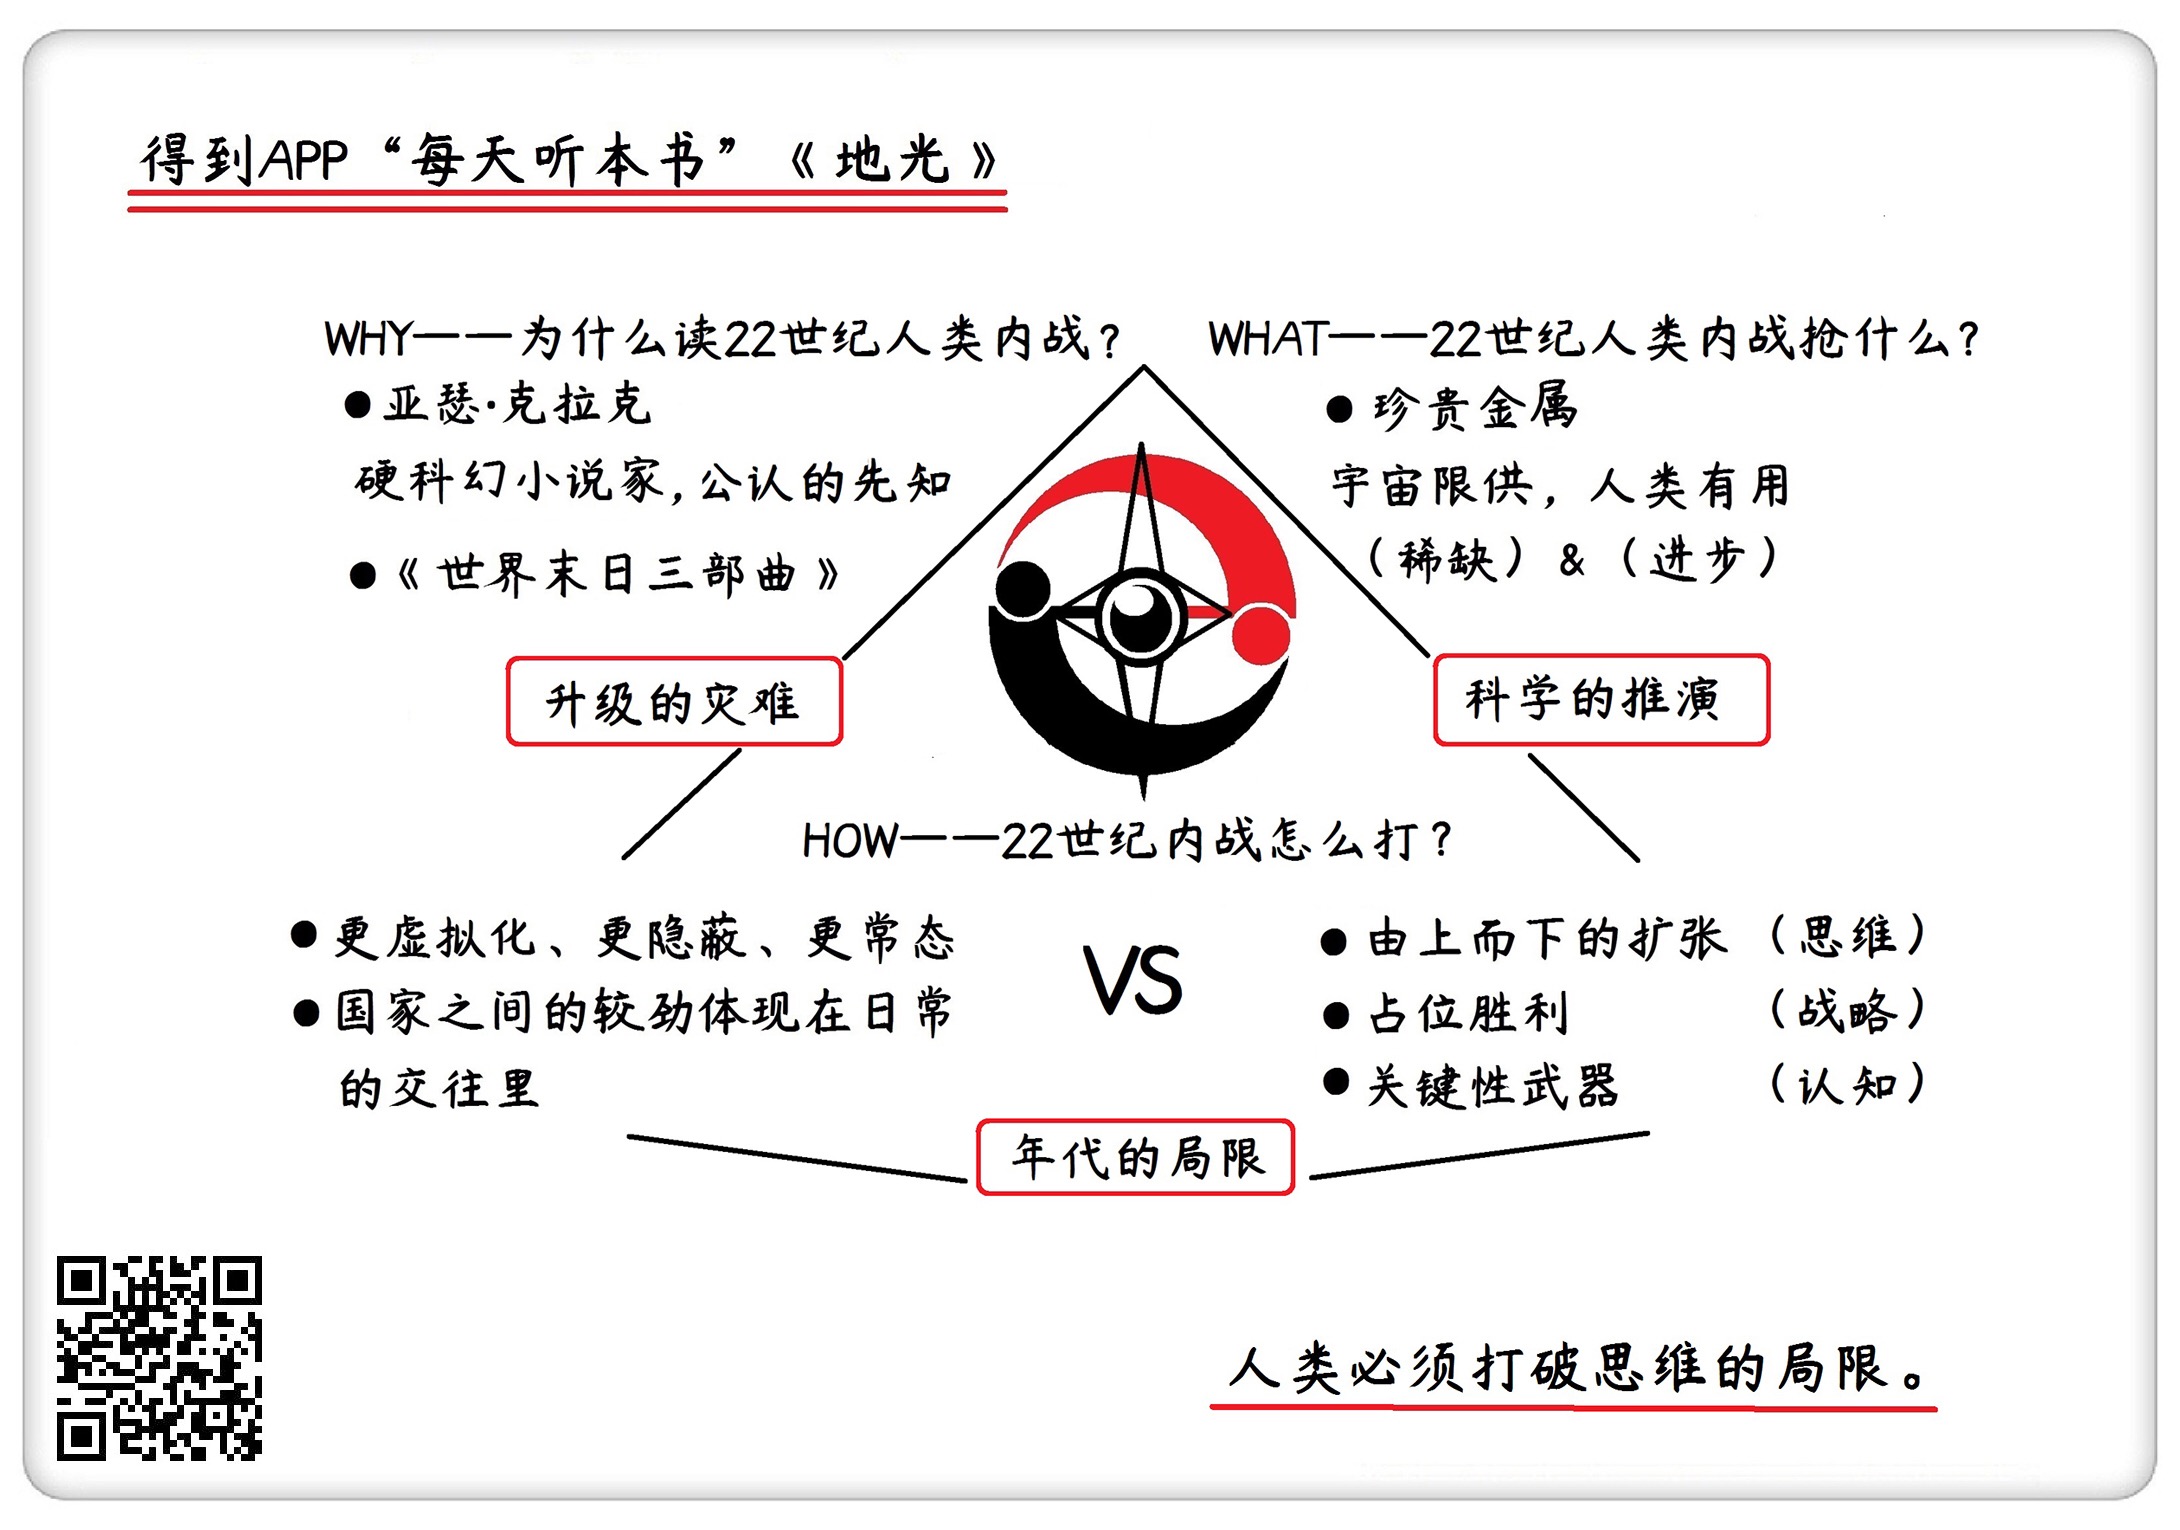 得到APP“每天听本书”《地光》
WHY——为什么读22世纪人类内战？
●亚瑟·克拉克
硬科幻小说家，公认的先知
●《世界末日三部曲》
升级的灾难
WHAT——22世纪人类内战抢什么？
●珍贵金属
宇宙限供，人类有用
（稀缺）&（进步）
科学的推演
HOW——22世纪内战怎么打？
●更虚拟化、更隐蔽、更常态
●国家之间的较劲体现在日常
的交往里
VS
●由上而下的扩张（思维）
●占位胜利（战略）
●关键性武器（认知）
年代的局限
人类必须打破思维的局限。